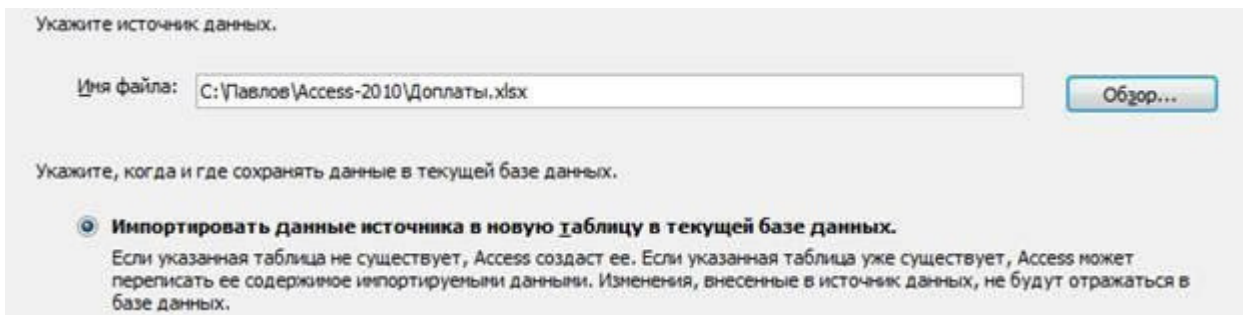 Укажите источник данных.
Имя файла: C:\Павлов\Access-2010\Доплаты.xlsx Обзор...
Укажите, когда и где сохранять данные в текущей базе данных.
Импортировать данные источника в новую таблицу в текущей базе данных.
Если указанная таблица не существует, Access создаст ее. Если указанная таблица уже существует, Access может
переписать ее содержимое импортируемыми данными. Изменения, внесенные в источник данных, не будут отражаться в
базе данных.